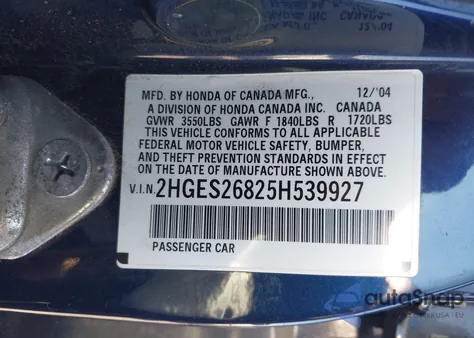 MFD. BY HONDA OF CANADA MFG., 12/'04
A DIVISION OF HONDA CANADA INC. CANADA
GVWR 3550LBS GAWR F 1840LBS R 1720LBS
THIS VEHICLE CONFORMS TO ALL APPLICABLE
FEDERAL MOTOR VEHICLE SAFETY, BUMPER,
AND THEFT PREVENTION STANDARDS IN EFFECT
ON THE DATE OF MANUFACTURE SHOWN ABOVE.
V.I.N. 2HGES26825H539927
PASSENGER CAR
autoSnap